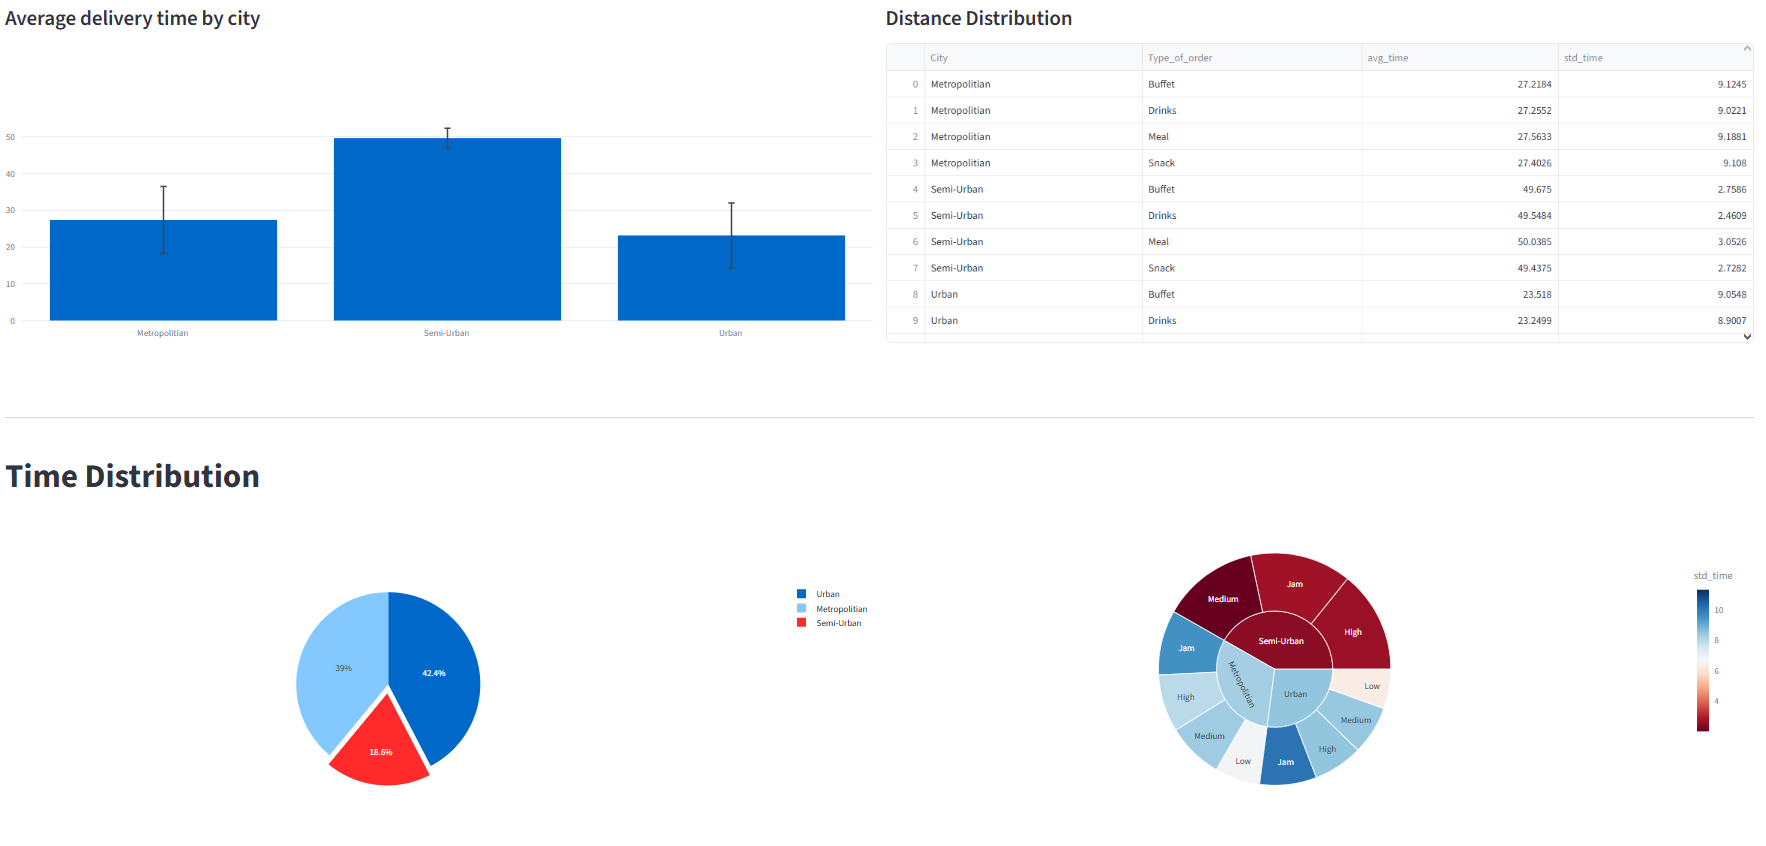 Average delivery time by city
50
40
30
20
10
0
Metropolitian
Semi-Urban
Urban
Distance Distribution
City Type_of_order avg_time std_time
0 Metropolitian Buffet 27.2184 9.1245
1 Metropolitian Drinks 27.2552 9.0221
2 Metropolitian Meal 27.5633 9.1881
3 Metropolitian Snack 27.4026 9.108
4 Semi-Urban Buffet 49.675 2.7586
5 Semi-Urban Drinks 49.5484 2.4609
6 Semi-Urban Meal 50.0385 3.0526
7 Semi-Urban Snack 49.4375 2.7282
8 Urban Buffet 23.518 9.0548
9 Urban Drinks 23.2499 8.9007
Time Distribution
39%
42.4%
18.6%
Urban
Metropolitian
Semi-Urban
Jam
Medium
High
Semi-Urban
Jam
Metropolitian
Urban
Low
High
Medium
Medium
High
Low
Jam
std_time
10
8
6
4